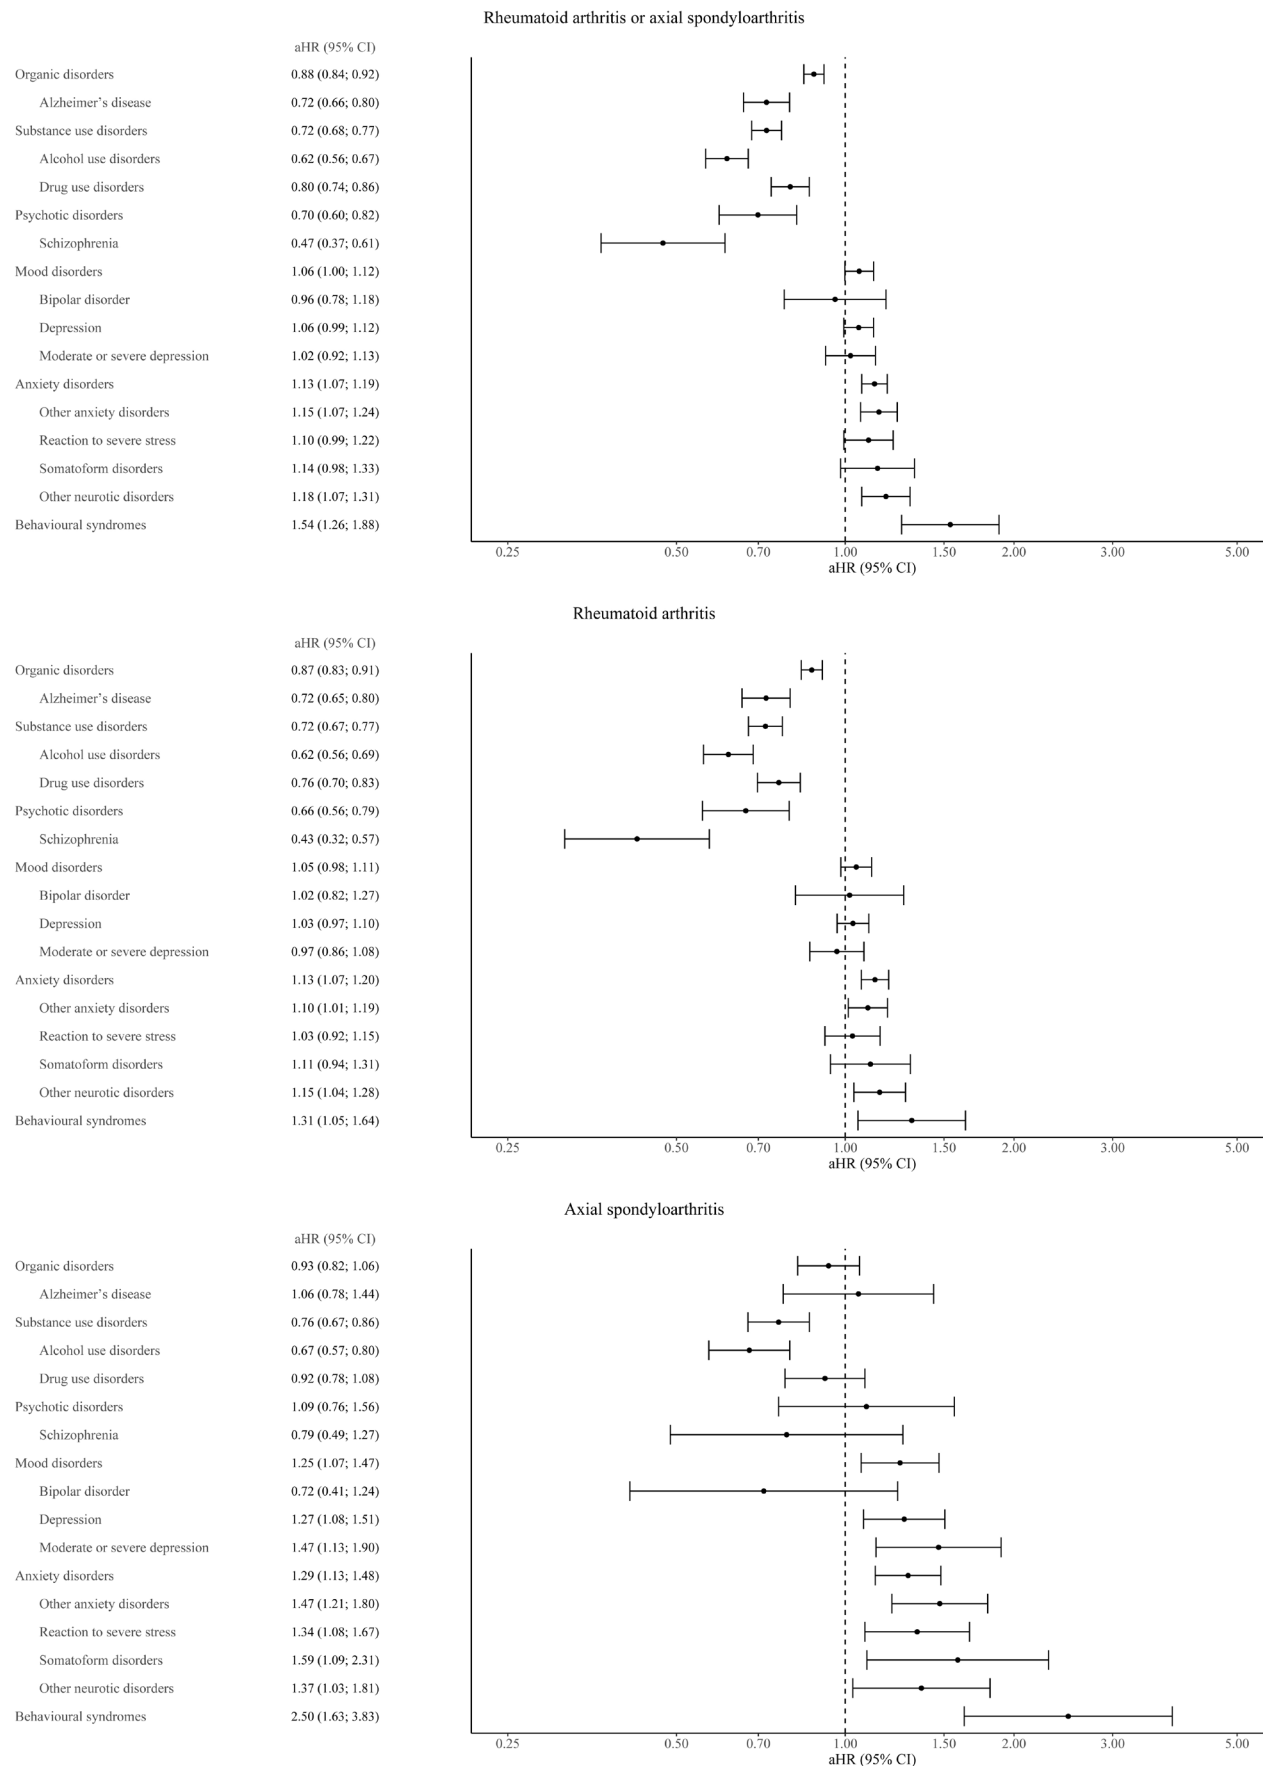 Rheumatoid arthritis or axial spondyloarthritis
aHR (95% CI)
Organic disorders 0.88 (0.84; 0.92)
Alzheimer’s disease 0.72 (0.66; 0.80)
Substance use disorders 0.72 (0.68; 0.77)
Alcohol use disorders 0.62 (0.56; 0.67)
Drug use disorders 0.80 (0.74; 0.86)
Psychotic disorders 0.70 (0.60; 0.82)
Schizophrenia 0.47 (0.37; 0.61)
Mood disorders 1.06 (1.00; 1.12)
Bipolar disorder 0.96 (0.78; 1.18)
Depression 1.06 (0.99; 1.12)
Moderate or severe depression 1.02 (0.92; 1.13)
Anxiety disorders 1.13 (1.07; 1.19)
Other anxiety disorders 1.15 (1.07; 1.24)
Reaction to severe stress 1.10 (0.99; 1.22)
Somatoform disorders 1.14 (0.98; 1.33)
Other neurotic disorders 1.18 (1.07; 1.31)
Behavioural syndromes 1.54 (1.26; 1.88)
0.25 0.50 0.70 1.00 1.50 2.00 3.00 5.00
aHR (95% CI)
Rheumatoid arthritis
aHR (95% CI)
Organic disorders 0.87 (0.83; 0.91)
Alzheimer’s disease 0.72 (0.65; 0.80)
Substance use disorders 0.72 (0.67; 0.77)
Alcohol use disorders 0.62 (0.56; 0.69)
Drug use disorders 0.76 (0.70; 0.83)
Psychotic disorders 0.66 (0.56; 0.79)
Schizophrenia 0.43 (0.32; 0.57)
Mood disorders 1.05 (0.98; 1.11)
Bipolar disorder 1.02 (0.82; 1.27)
Depression 1.03 (0.97; 1.10)
Moderate or severe depression 0.97 (0.86; 1.08)
Anxiety disorders 1.13 (1.07; 1.20)
Other anxiety disorders 1.10 (1.01; 1.19)
Reaction to severe stress 1.03 (0.92; 1.15)
Somatoform disorders 1.11 (0.94; 1.31)
Other neurotic disorders 1.15 (1.04; 1.28)
Behavioural syndromes 1.31 (1.05; 1.64)
0.25 0.50 0.70 1.00 1.50 2.00 3.00 5.00
aHR (95% CI)
Axial spondyloarthritis
aHR (95% CI)
Organic disorders 0.93 (0.82; 1.06)
Alzheimer’s disease 1.06 (0.78; 1.44)
Substance use disorders 0.76 (0.67; 0.86)
Alcohol use disorders 0.67 (0.57; 0.80)
Drug use disorders 0.92 (0.78; 1.08)
Psychotic disorders 1.09 (0.76; 1.56)
Schizophrenia 0.79 (0.49; 1.27)
Mood disorders 1.25 (1.07; 1.47)
Bipolar disorder 0.72 (0.41; 1.24)
Depression 1.27 (1.08; 1.51)
Moderate or severe depression 1.47 (1.13; 1.90)
Anxiety disorders 1.29 (1.13; 1.48)
Other anxiety disorders 1.47 (1.21; 1.80)
Reaction to severe stress 1.34 (1.08; 1.67)
Somatoform disorders 1.59 (1.09; 2.31)
Other neurotic disorders 1.37 (1.03; 1.81)
Behavioural syndromes 2.50 (1.63; 3.83)
0.25 0.50 0.70 1.00 1.50 2.00 3.00 5.00
aHR (95% CI)